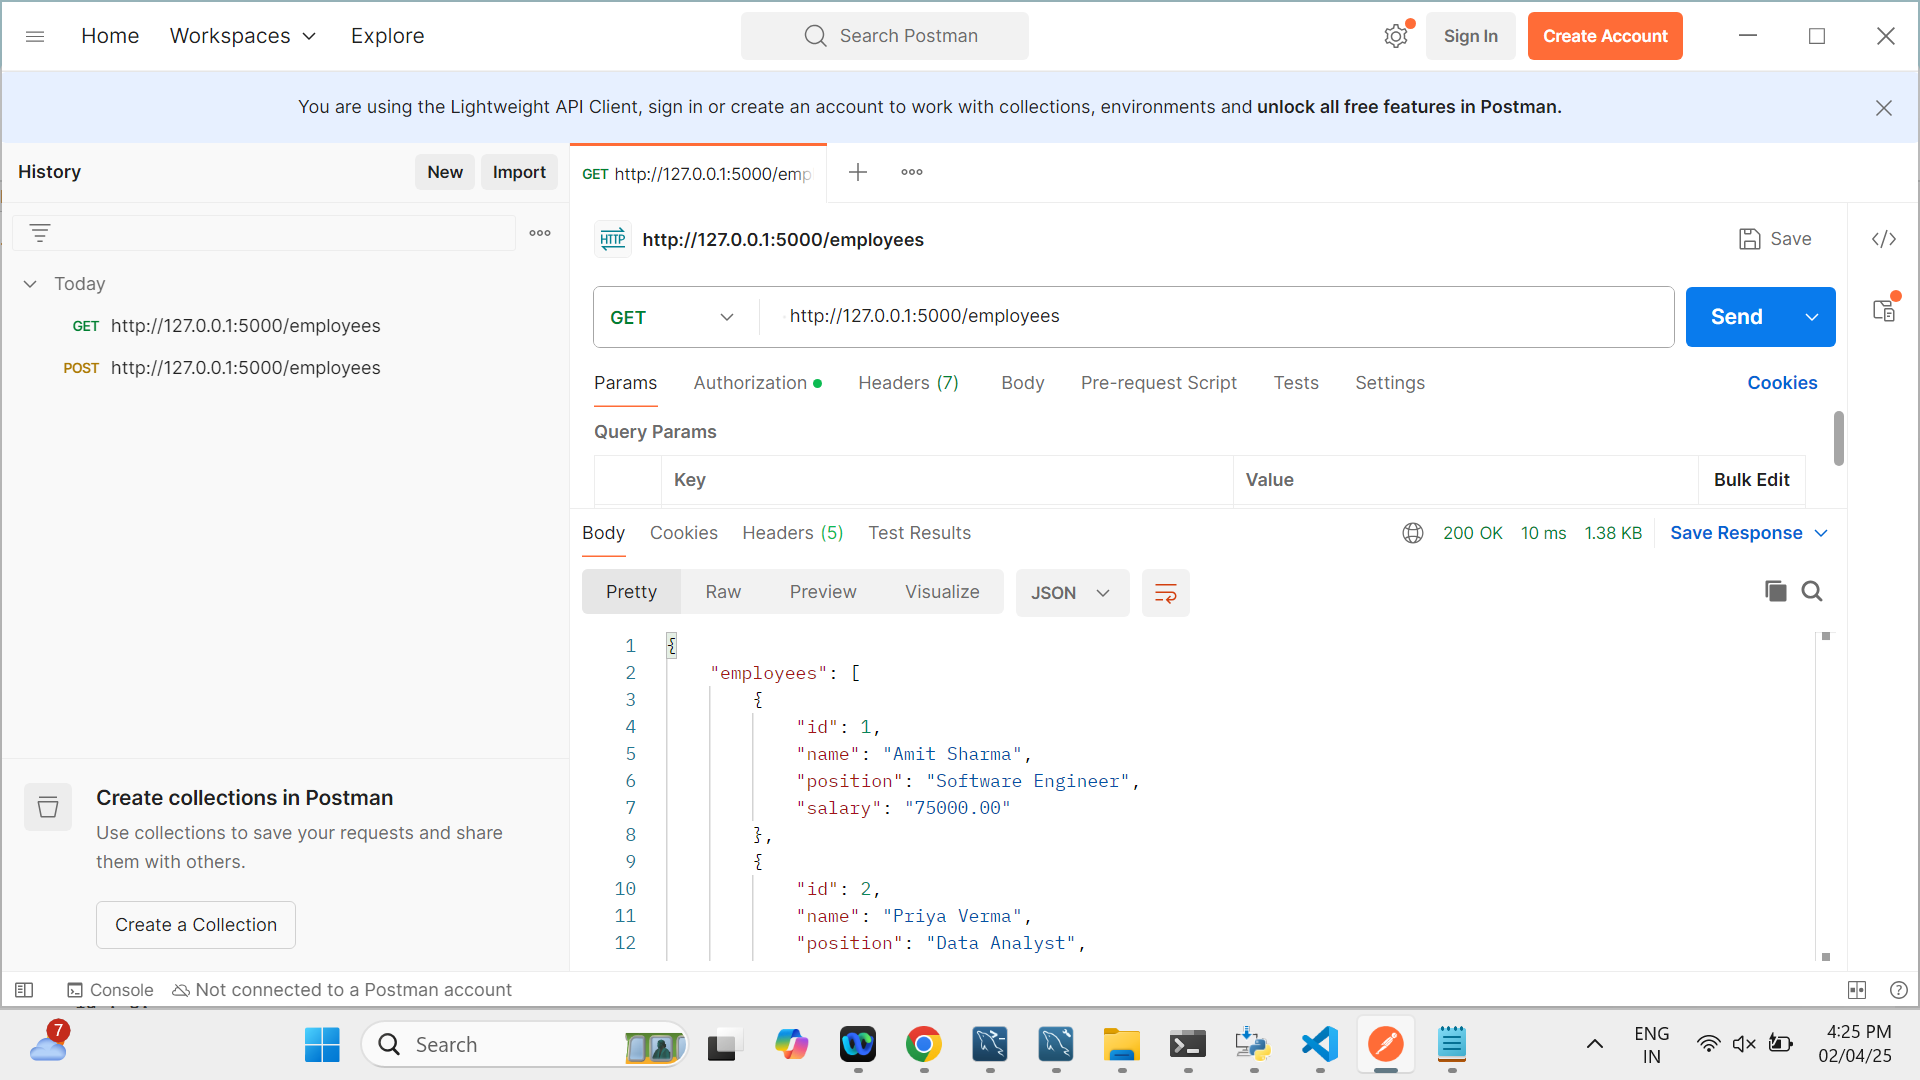 Home Workspaces Explore Search Postman Sign In Create Account
You are using the Lightweight API Client, sign in or create an account to work with collections, environments and unlock all free features in Postman.
History New Import
GET http://127.0.0.1:5000/emp
HTTP http://127.0.0.1:5000/employees Save
Today
GET http://127.0.0.1:5000/employees
POST http://127.0.0.1:5000/employees
GET http://127.0.0.1:5000/employees Send
Params Authorization Headers (7) Body Pre-request Script Tests Settings Cookies
Query Params
Key Value Bulk Edit
Body Cookies Headers (5) Test Results 200 OK 10 ms 1.38 KB Save Response
Pretty Raw Preview Visualize JSON
1 {
2 "employees": [
3 {
4 "id": 1,
5 "name": "Amit Sharma",
6 "position": "Software Engineer",
7 "salary": "75000.00"
8 },
9 {
10 "id": 2,
11 "name": "Priya Verma",
12 "position": "Data Analyst",
Create collections in Postman
Use collections to save your requests and share
them with others.
Create a Collection
Console Not connected to a Postman account
7
Search
ENG
IN
4:25 PM
02/04/25